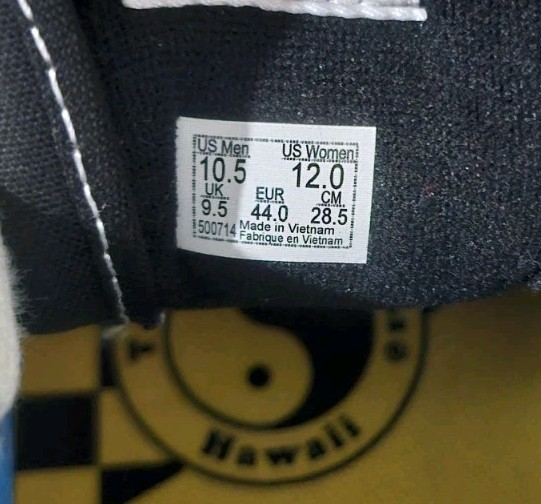 US Men US Women
10.5 12.0
UK EUR CM
9.5 44.0 28.5
500714 Made in Vietnam
Fabrique en Vietnam
Hawaii